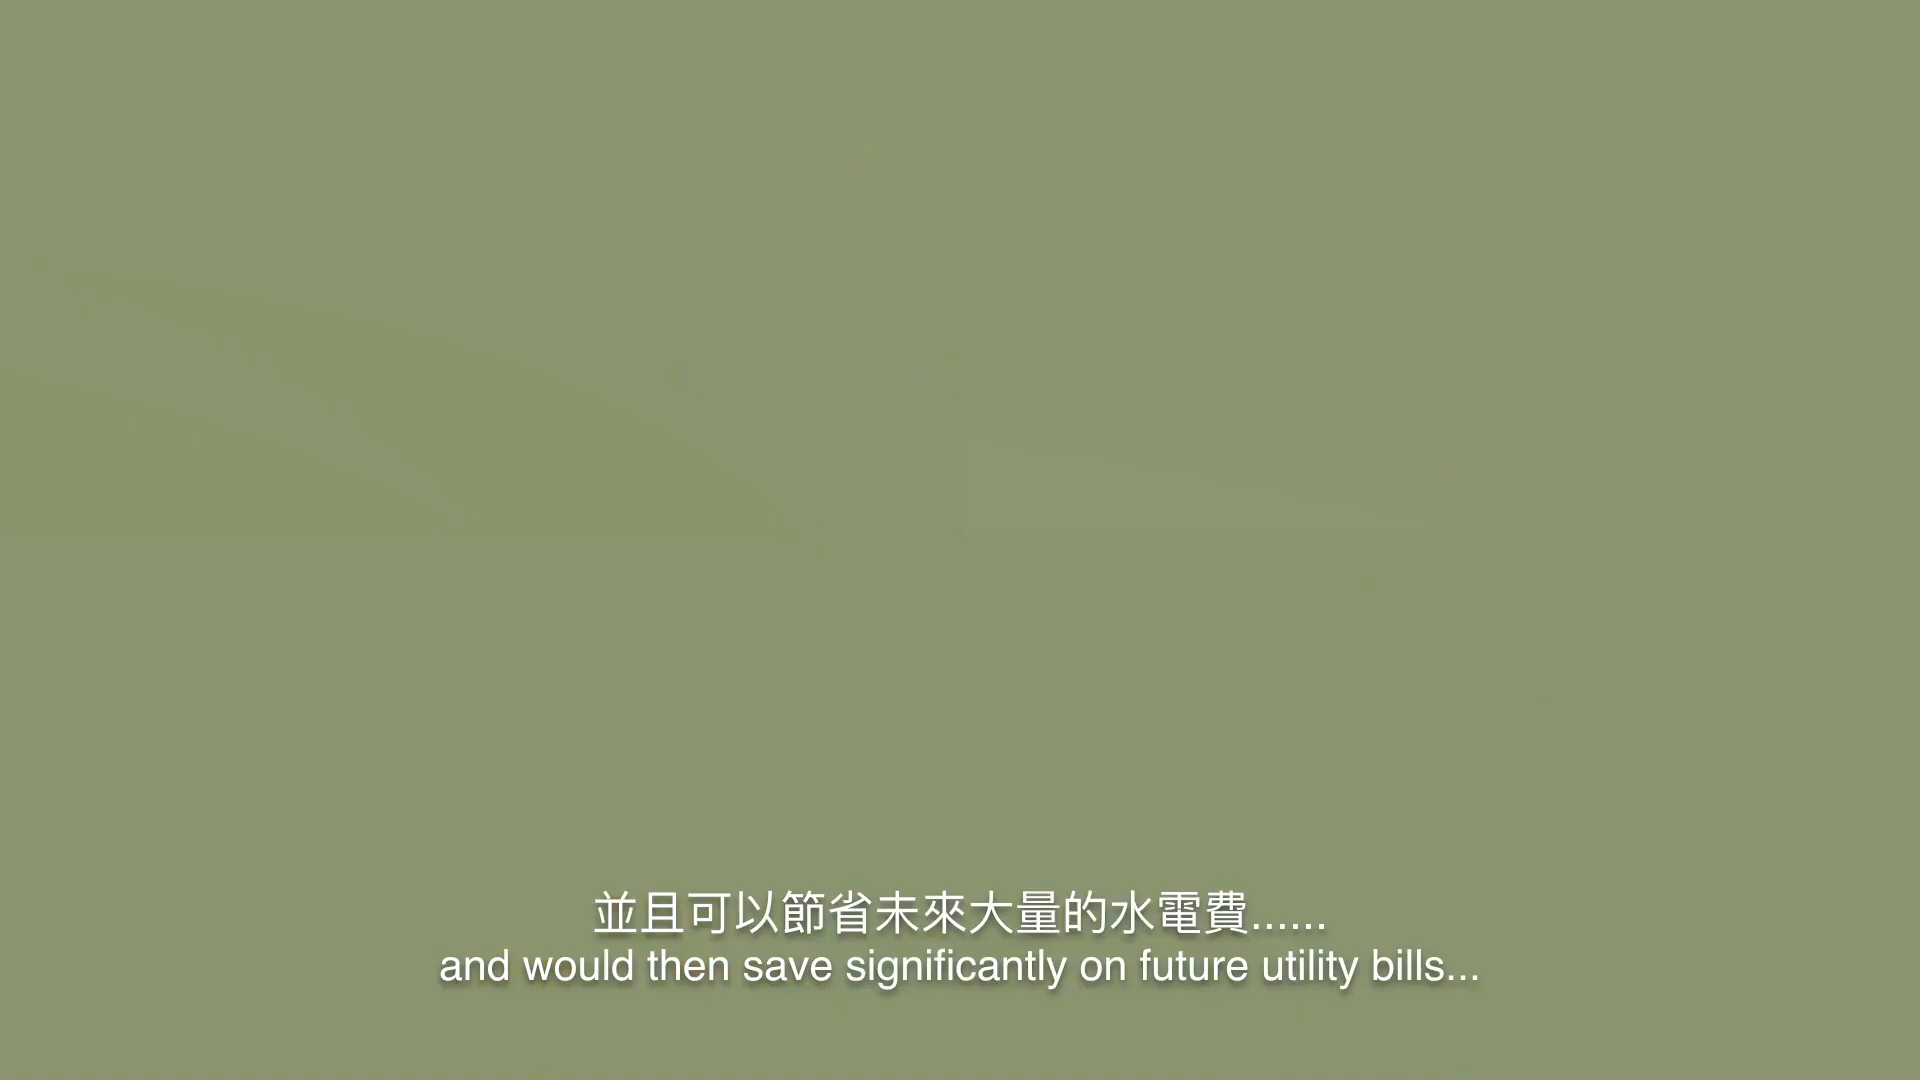 並且可以節省未來大量的水電費......
and would then save significantly on future utility bills...